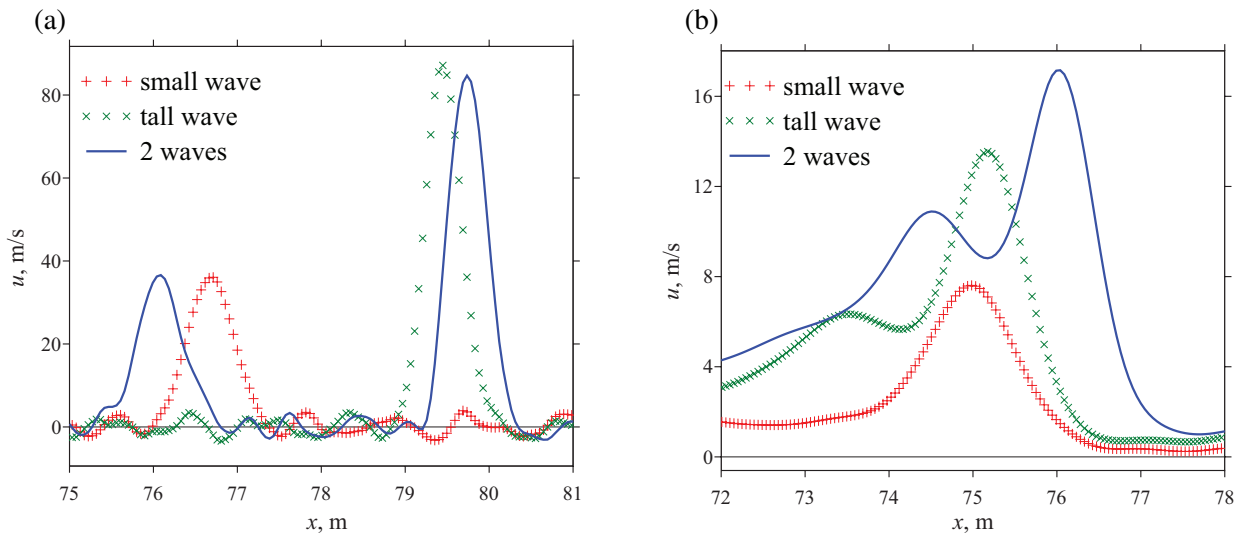 (a)
small wave
tall wave
2 waves
u, m/s
80
60
40
20
0
75 76 77 78 79 80 81
x, m
(b)
small wave
tall wave
2 waves
u, m/s
16
12
8
4
0
72 73 74 75 76 77 78
x, m